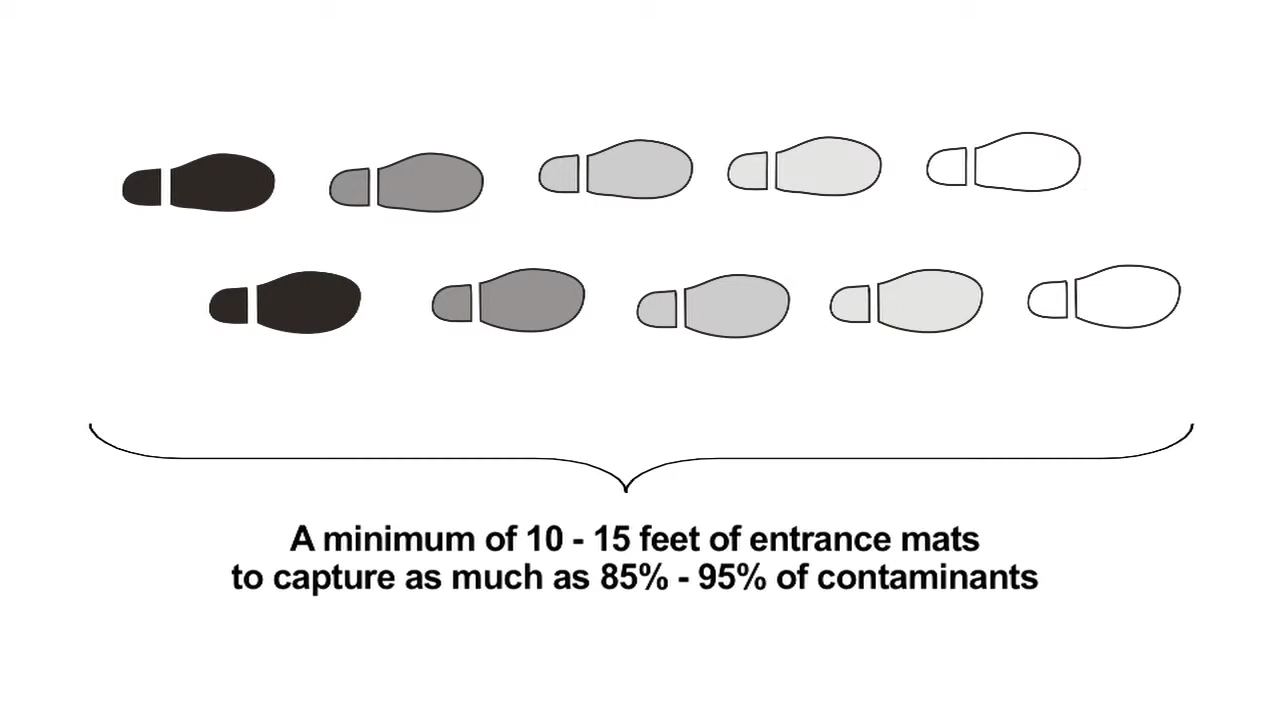 A minimum of 10 - 15 feet of entrance mats
to capture as much as 85% - 95% of contaminants